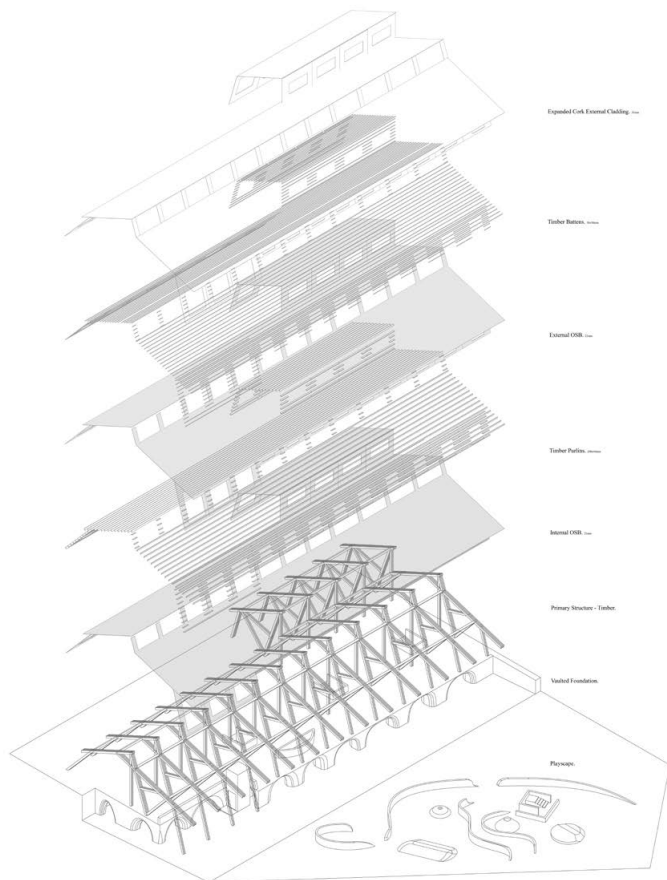 Expanded Cork External Cladding.
Timber Battens.
External OSB.
Timber Purlins.
Internal OSB.
Primary Structure - Timber.
Vaulted Foundation.
Playscape.